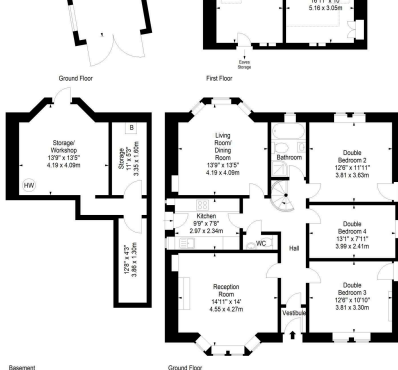 16'11" x 10'
5.16 x 3.05m
Eaves
Storage
Ground Floor
First Floor
Storage/
Workshop
13'9" x 13'5"
4.19 x 4.09m
HW
B
Storage
11' x 5'3"
3.35 x 1.60m
12'8" x 4'3"
3.86 x 1.30m
Living
Room/
Dining
Room
13'9" x 13'5"
4.19 x 4.09m
Bathroom
Double
Bedroom 2
12'6" x 11'11"
3.81 x 3.63m
Kitchen
9'9" x 7'8"
2.97 x 2.34m
WC
Hall
Double
Bedroom 4
13'1" x 7'11"
3.99 x 2.41m
Reception
Room
14'11" x 14'
4.55 x 4.27m
Double
Bedroom 3
12'6" x 10'10"
3.81 x 3.30m
Vestibule
Basement
Ground Floor